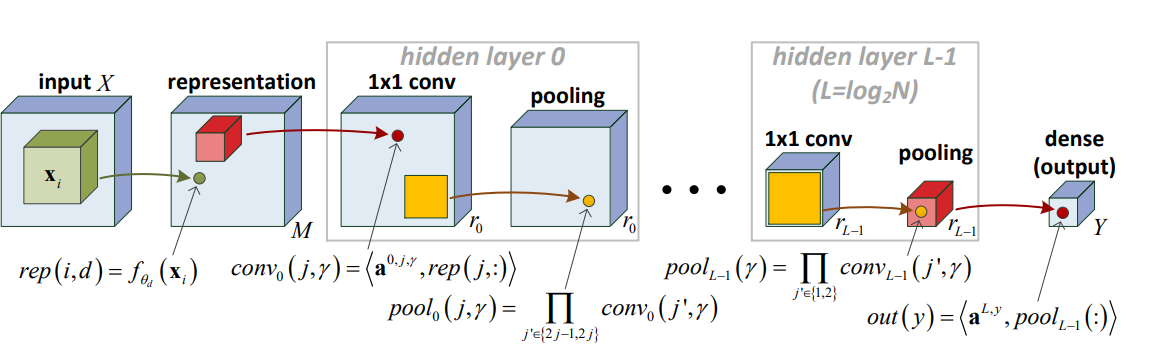 hidden layer 0
hidden layer L-1
(L=log₂N)
input X
representation
1x1 conv
pooling
1x1 conv
pooling
dense
(output)
xᵢ
M
r₀
r₀
r_{L−1}
r_{L−1}
Y
rep(i,d) = f_{θ_d}(xᵢ)
conv₀(j,γ) = ⟨a^{0,j,γ}, rep(j,:)⟩
pool₀(j,γ) = ∏_{j'∈{2j−1,2j}} conv₀(j',γ)
pool_{L−1}(γ) = ∏_{j'∈{1,2}} conv_{L−1}(j',γ)
out(y) = ⟨a^{L,y}, pool_{L−1}(:)⟩